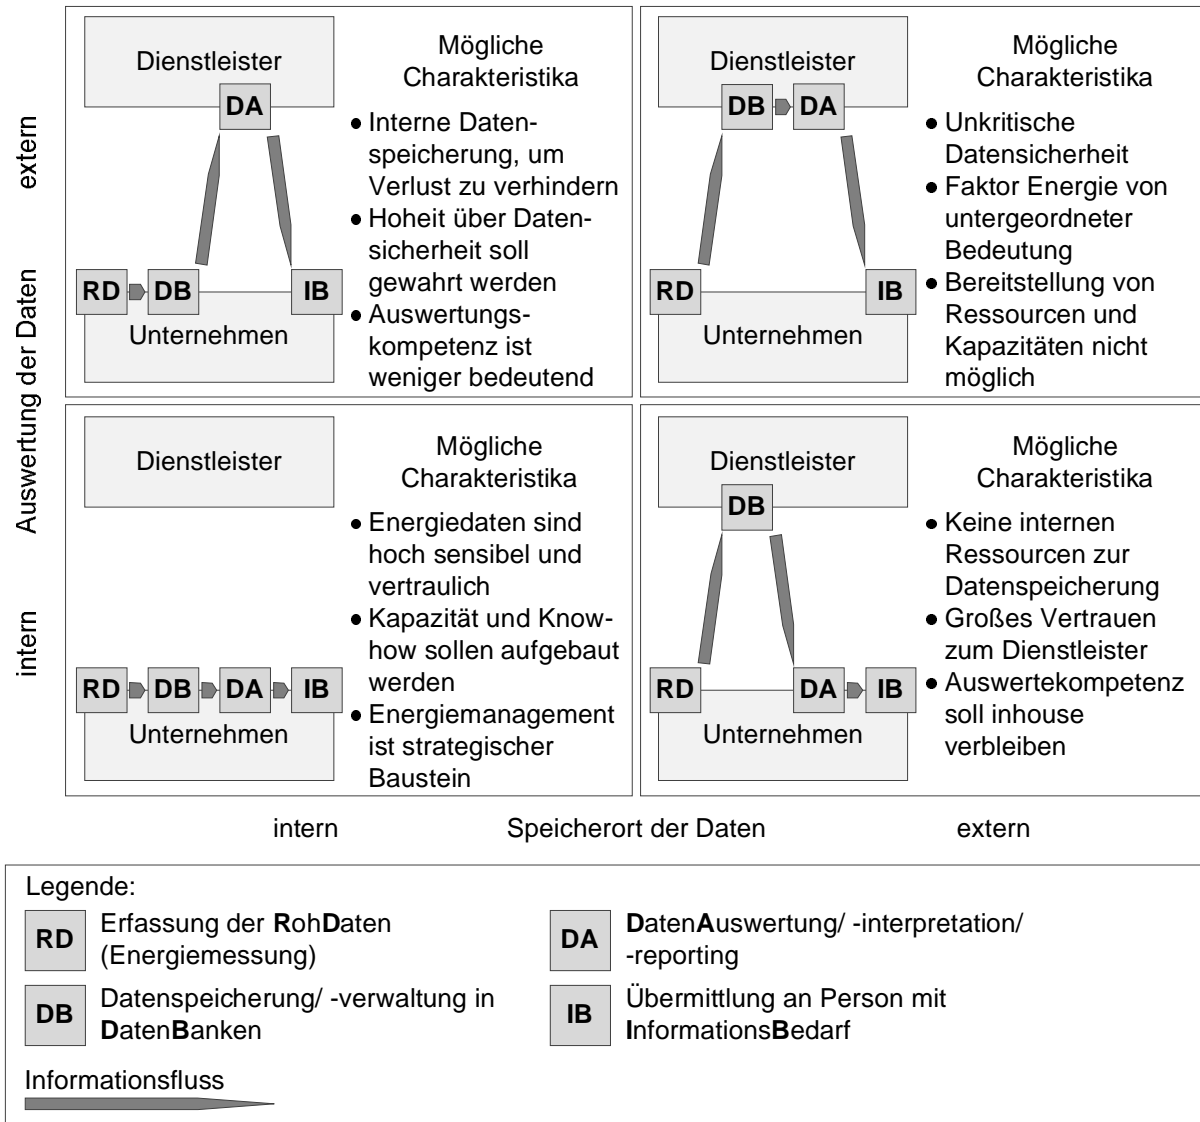 extern
Auswertung der Daten
intern
Dienstleister
DA
RD
DB
IB
Unternehmen
Mögliche
Charakteristika
Interne Daten-
speicherung, um
Verlust zu verhindern
Hoheit über Daten-
sicherheit soll
gewahrt werden
Auswertungs-
kompetenz ist
weniger bedeutend
Dienstleister
DB
DA
RD
IB
Unternehmen
Mögliche
Charakteristika
Unkritische
Datensicherheit
Faktor Energie von
untergeordneter
Bedeutung
Bereitstellung von
Ressourcen und
Kapazitäten nicht
möglich
Dienstleister
RD
DB
DA
IB
Unternehmen
Mögliche
Charakteristika
Energiedaten sind
hoch sensibel und
vertraulich
Kapazität und Know-
how sollen aufgebaut
werden
Energiemanagement
ist strategischer
Baustein
Dienstleister
DB
RD
DA
IB
Unternehmen
Mögliche
Charakteristika
Keine internen
Ressourcen zur
Datenspeicherung
Großes Vertrauen
zum Dienstleister
Auswertekompetenz
soll inhouse
verbleiben
intern
Speicherort der Daten
extern
Legende:
RD
Erfassung der RohDaten
(Energiemessung)
DA
DatenAuswertung/ -interpretation/
-reporting
DB
Datenspeicherung/ -verwaltung in
DatenBanken
IB
Übermittlung an Person mit
InformationsBedarf
Informationsfluss